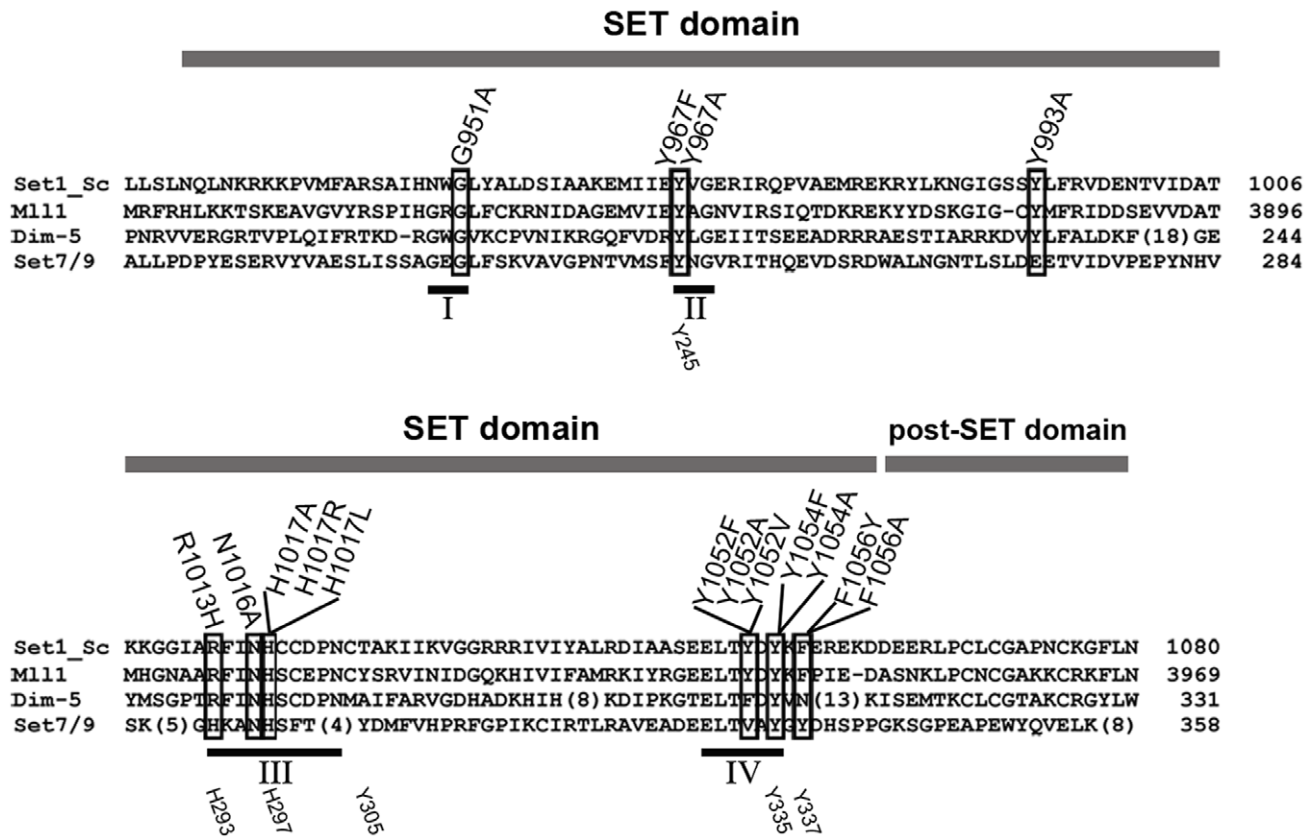 SET domain
G951A Y967F Y967A Y993A
Set1_Sc LLSLNQLNKRKKPVMFARSAIHNWGLYALDSIAAKEMIIEYVGERIRQPVAEMREKRYLKNGIGSSYLFRVDENTVIDAT 1006
Mll1 MRFRHLKKTSKEAVGVYRSPIHGRGLFCKRNIDAGEMVIEYAGNVIRSIQTDKREKYYDSKGIG-CYMFRIDDSEVVDAT 3896
Dim-5 PNRVVERGRTVPLQIFRTKD-RGWGVKCPVNIKRGQFVDRYLGEIITSEEADRRRAESTIARRKDVYLFALDKF(18)GE 244
Set7/9 ALLPDPYESERVYVAESLISSAGEGLFSKVAVGPNTVMSFYNGVRITHQEVDSRDWALNGNTLSLDEETVIDVPEPYNHV 284
I II
Y245
SET domain post-SET domain
R1013H N1016A H1017A H1017R H1017L Y1052F Y1052A Y1052V Y1054F Y1054A F1056Y F1056A
Set1_Sc KKGGIARFINHCCDPNCTAKIIKVGGRRRIVIYALRDIAASEELTYDYKFEREKDDEERLPCLCGAPNCKGFLN 1080
Mll1 MHGNAARFINHSCEPNCYSRVINIDGQKHIVIFAMRKIYRGEELTYDYKFPIE-DASNKLPCNCGAKKCRKFLN 3969
Dim-5 YMSGPTRFINHSCDPNMAIFARVGDHADKHIH(8)KDIPKGTELTFDYVN(13)KISEMTKCLCGTAKCRGYLW 331
Set7/9 SK(5)GHKANHSFT(4)YDMFVHPRFGPIKCIRTLRAVEADEELTVAYGYDHSPPGKSGPEAPEWYQVELK(8) 358
III IV
H293 H297 Y305 Y335 Y337